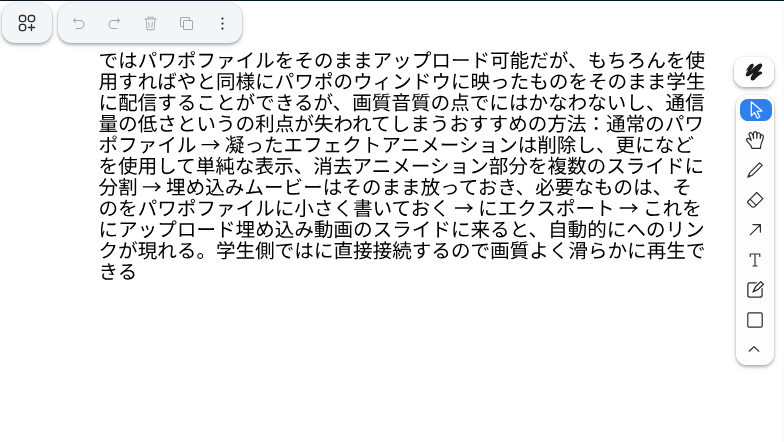 ではパワポファイルをそのままアップロード可能だが、もちろんを使
用すればやと同様にパワポのウィンドウに映ったものをそのまま学生
に配信することができるが、画質音質の点でにはかなわないし、通信
量の低さというの利点が失われてしまうおすすめの方法：通常のパワ
ポファイル → 凝ったエフェクトアニメーションは削除し、更になど
を使用して単純な表示、消去アニメーション部分を複数のスライドに
分割 → 埋め込みムービーはそのまま放っておき、必要なものは、そ
のをパワポファイルに小さく書いておく → にエクスポート → これを
にアップロード埋め込み動画のスライドに来ると、自動的にへのリン
クが現れる。学生側ではに直接接続するので画質よく滑らかに再生で
きる
T